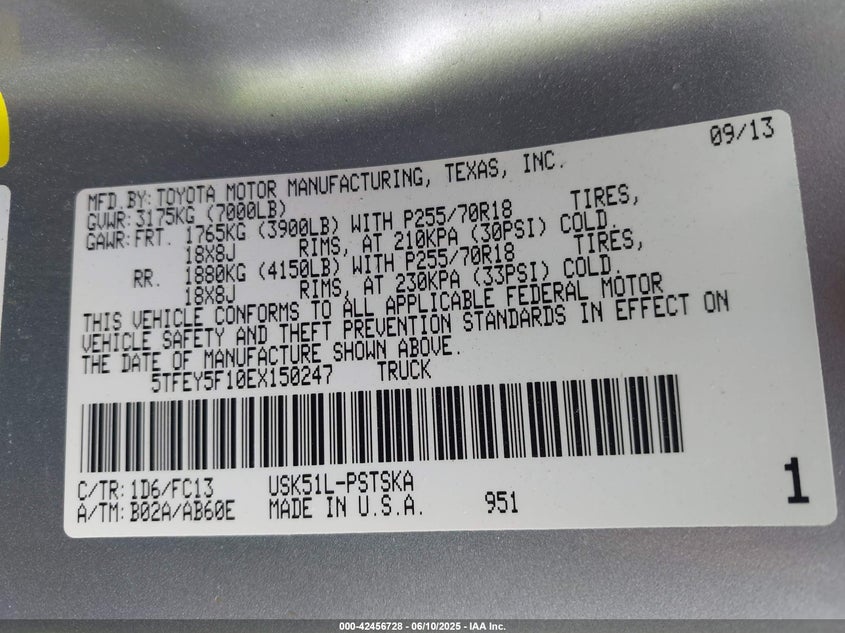 09/13
MFD.BY:TOYOTA MOTOR MANUFACTURING, TEXAS, INC.
GVWR:3175KG (7000LB)
GAWR:FRT. 1765KG (3900LB) WITH P255/70R18 TIRES,
18X8J RIMS, AT 210KPA (30PSI) COLD.
RR. 1880KG (4150LB) WITH P255/70R18 TIRES,
18X8J RIMS, AT 230KPA (33PSI) COLD.
THIS VEHICLE CONFORMS TO ALL APPLICABLE FEDERAL MOTOR
VEHICLE SAFETY AND THEFT PREVENTION STANDARDS IN EFFECT ON
THE DATE OF MANUFACTURE SHOWN ABOVE.
5TFEY5F10EX150247 TRUCK
C/TR:1D6/FC13 USK51L-PSTSKA
A/TM:B02A/AB60E MADE IN U.S.A. 951
1
000-42456728 - 06/10/2025 - IAA Inc.